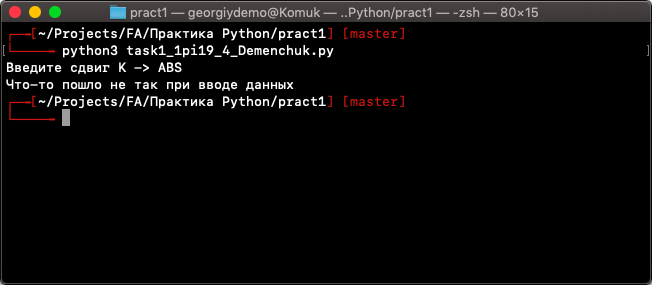 pract1 — georgiydemo@Komuk — ..Python/pract1 — -zsh — 80×15
[~/Projects/FA/Практика Python/pract1] [master]
python3 task1_1pi19_4_Demenchuk.py
Введите сдвиг K -> ABS
Что-то пошло не так при вводе данных
[~/Projects/FA/Практика Python/pract1] [master]